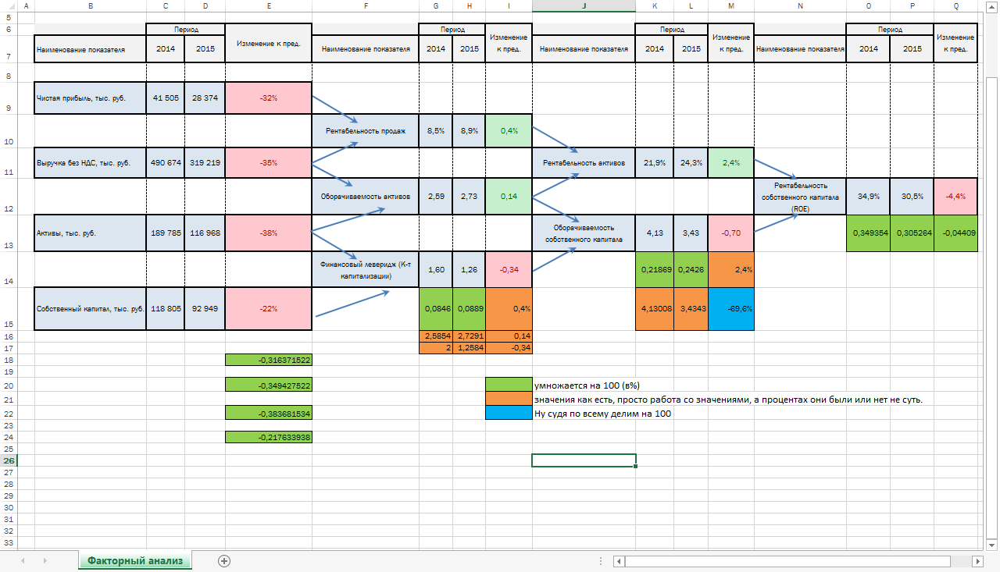 A B C D E F G H I J K L M N O P Q
5
6 Период Период Период Период
7 Наименование показателя 2014 2015 Изменение к пред. Наименование показателя 2014 2015 Изменение к пред. Наименование показателя 2014 2015 Изменение к пред. Наименование показателя 2014 2015 Изменение к пред.
8
9 Чистая прибыль, тыс. руб. 41 505 28 374 -32%
10 Рентабельность продаж 8,5% 8,9% 0,4%
11 Выручка без НДС, тыс. руб. 490 674 319 219 -35% Рентабельность активов 21,9% 24,3% 2,4%
12 Оборачиваемость активов 2,59 2,73 0,14 Рентабельность собственного капитала (ROE) 34,9% 30,5% -4,4%
13 Активы, тыс. руб. 189 785 116 968 -38% Оборачиваемость собственного капитала 4,13 3,43 -0,70 0,349354 0,305264 -0,04409
14 Финансовый леверидж (К-т капитализации) 1,60 1,26 -0,34 0,21869 0,2426 2,4%
15 Собственный капитал, тыс. руб. 118 805 92 949 -22% 0,0846 0,0889 0,4% 4,13008 3,4343 -69,6%
16 2,5854 2,7291 0,14
17 2 1,2584 -0,34
18 -0,316371522
19
20 -0,349427522 умножается на 100 (в%)
21 значения как есть, просто работа со значениями, а процентах они были или нет не суть.
22 -0,383681534 Ну судя по всему делим на 100
23
24 -0,217633938
25
26
27
28
29
30
31
32
33
Факторный анализ